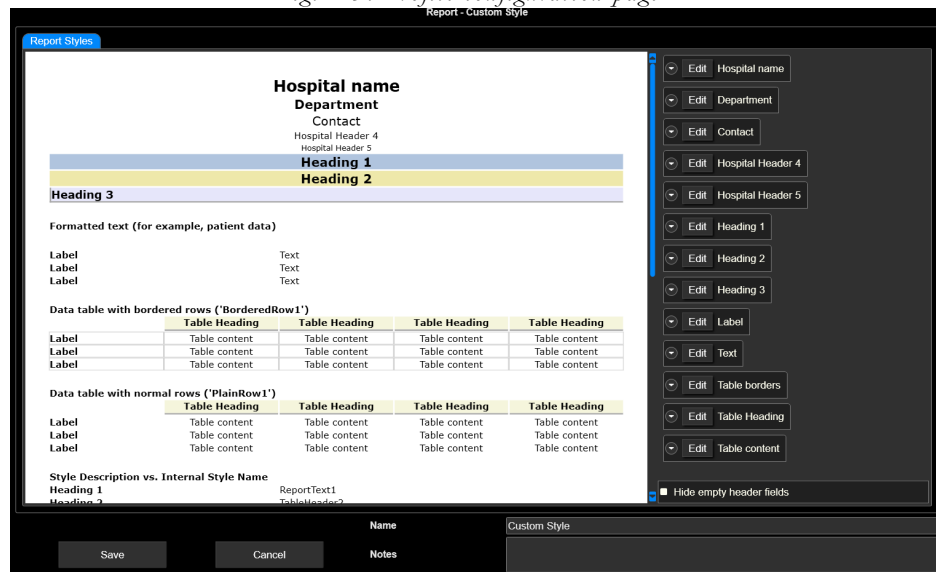 Report - Custom Style
Report Styles
Hospital name
Department
Contact
Hospital Header 4
Hospital Header 5
Heading 1
Heading 2
Heading 3
Formatted text (for example, patient data)
Label Text
Label Text
Label Text
Data table with bordered rows ('BorderedRow1')
Table Heading Table Heading Table Heading Table Heading
Label Table content Table content Table content Table content
Label Table content Table content Table content Table content
Label Table content Table content Table content Table content
Data table with normal rows ('PlainRow1')
Table Heading Table Heading Table Heading Table Heading
Label Table content Table content Table content Table content
Label Table content Table content Table content Table content
Label Table content Table content Table content Table content
Style Description vs. Internal Style Name
Heading 1 ReportText1
Heading 2 TableHeader2
Edit Hospital name
Edit Department
Edit Contact
Edit Hospital Header 4
Edit Hospital Header 5
Edit Heading 1
Edit Heading 2
Edit Heading 3
Edit Label
Edit Text
Edit Table borders
Edit Table Heading
Edit Table content
Hide empty header fields
Name Custom Style
Save Cancel Notes